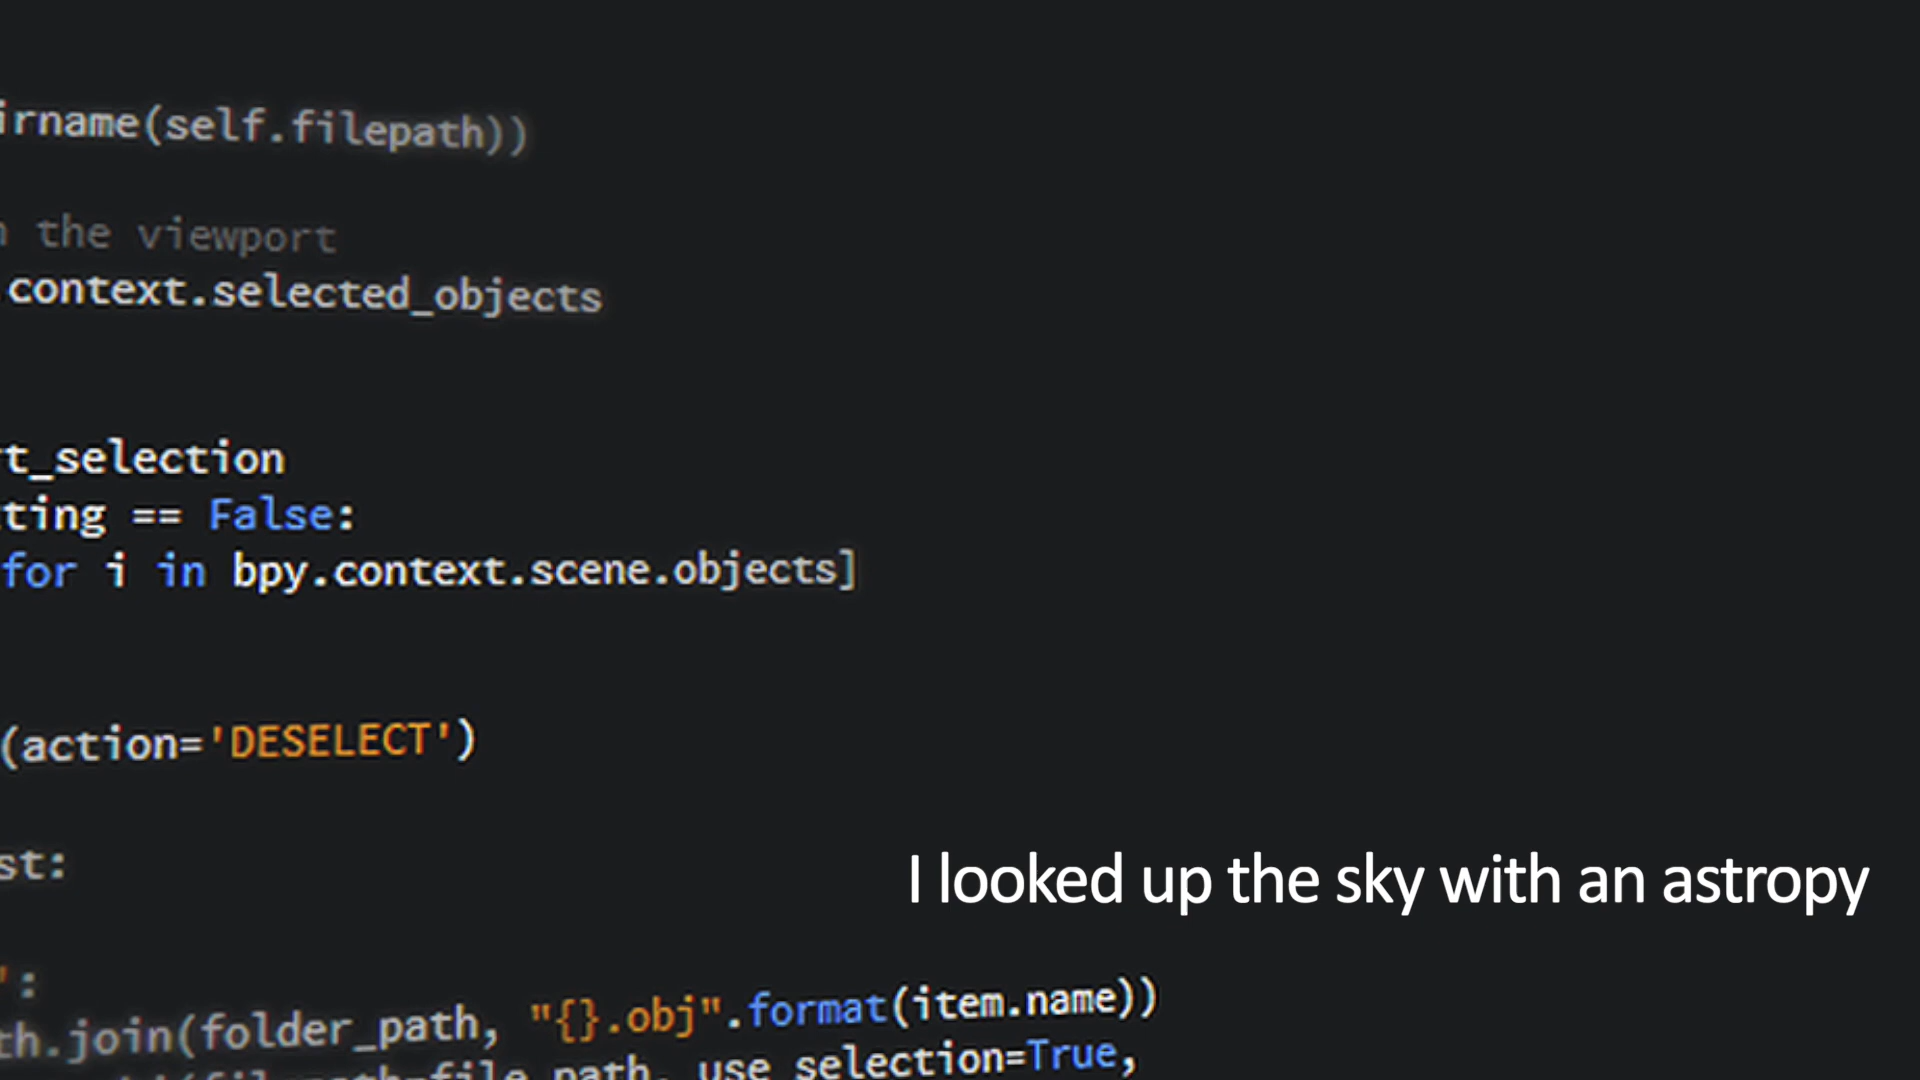 irname(self.filepath))
the viewport
.context.selected_objects
t_selection
ting == False:
for i in bpy.context.scene.objects]
(action='DESELECT')
st:
I looked up the sky with an astropy
':
th.join(folder_path, "{}.obj".format(item.name))
file_path, use_selection=True,